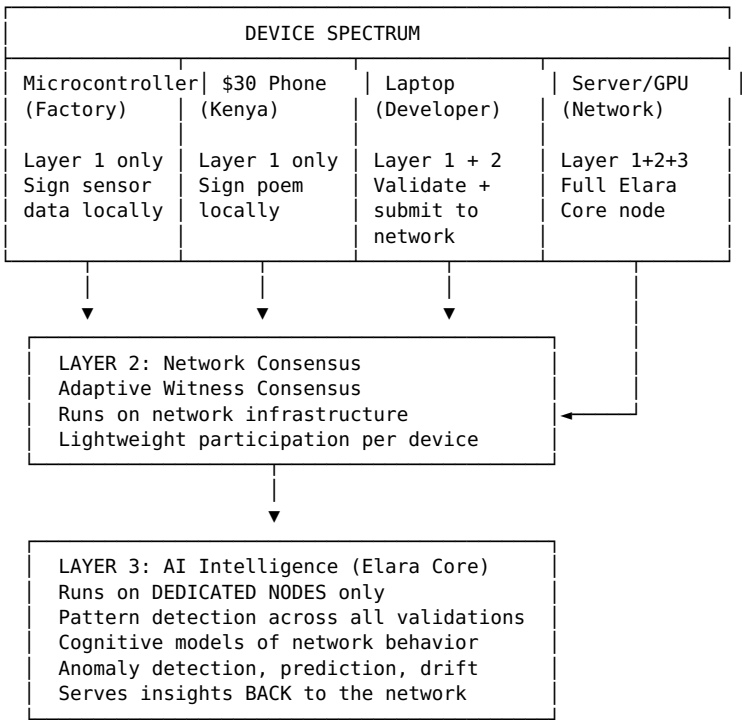 DEVICE SPECTRUM
Microcontroller $30 Phone Laptop Server/GPU
(Factory) (Kenya) (Developer) (Network)
Layer 1 only Layer 1 only Layer 1 + 2 Layer 1+2+3
Sign sensor Sign poem Validate + Full Elara
data locally locally submit to Core node
network
LAYER 2: Network Consensus
Adaptive Witness Consensus
Runs on network infrastructure
Lightweight participation per device
LAYER 3: AI Intelligence (Elara Core)
Runs on DEDICATED NODES only
Pattern detection across all validations
Cognitive models of network behavior
Anomaly detection, prediction, drift
Serves insights BACK to the network